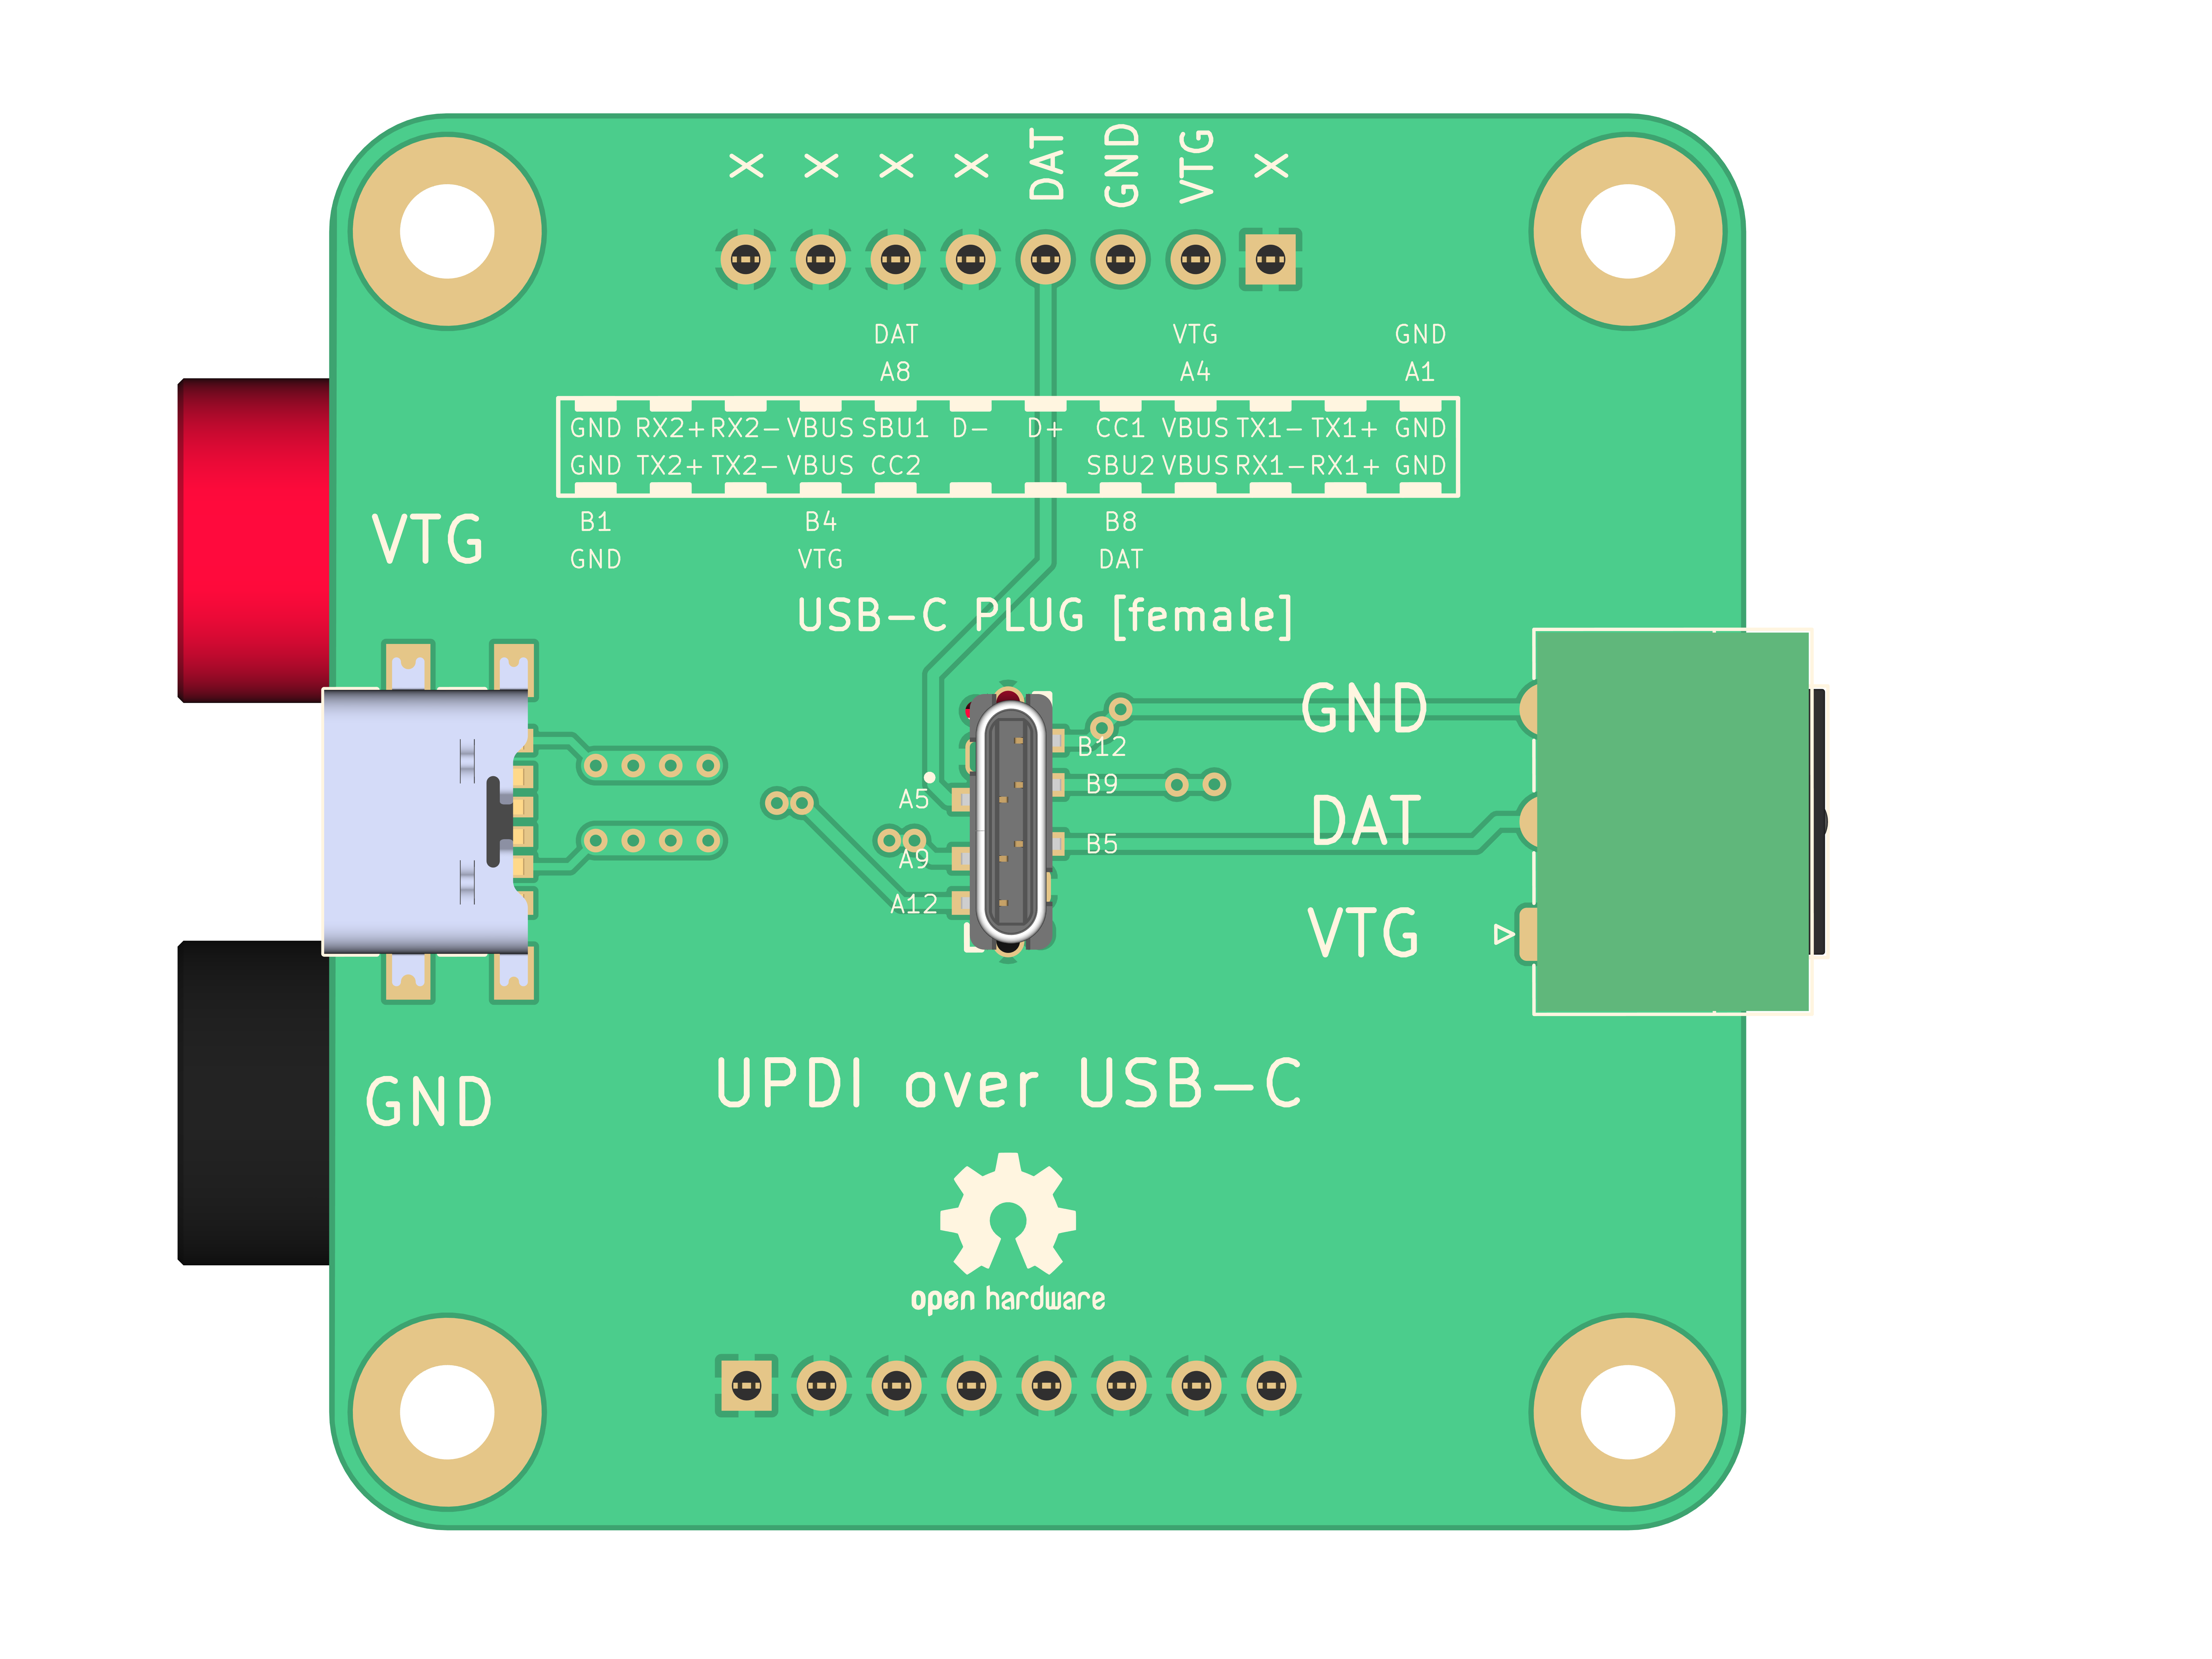 X X X X DAT GND VTG X
DAT VTG GND
A8 A4 A1
GND RX2+ RX2- VBUS SBU1 D- D+ CC1 VBUS TX1- TX1+ GND
GND TX2+ TX2- VBUS CC2 SBU2 VBUS RX1- RX1+ GND
B1 B4 B8
GND VTG DAT
VTG
USB-C PLUG [female]
GND
B12
B9
A5
DAT
B5
A9
A12
VTG
UPDI over USB-C
GND
open hardware